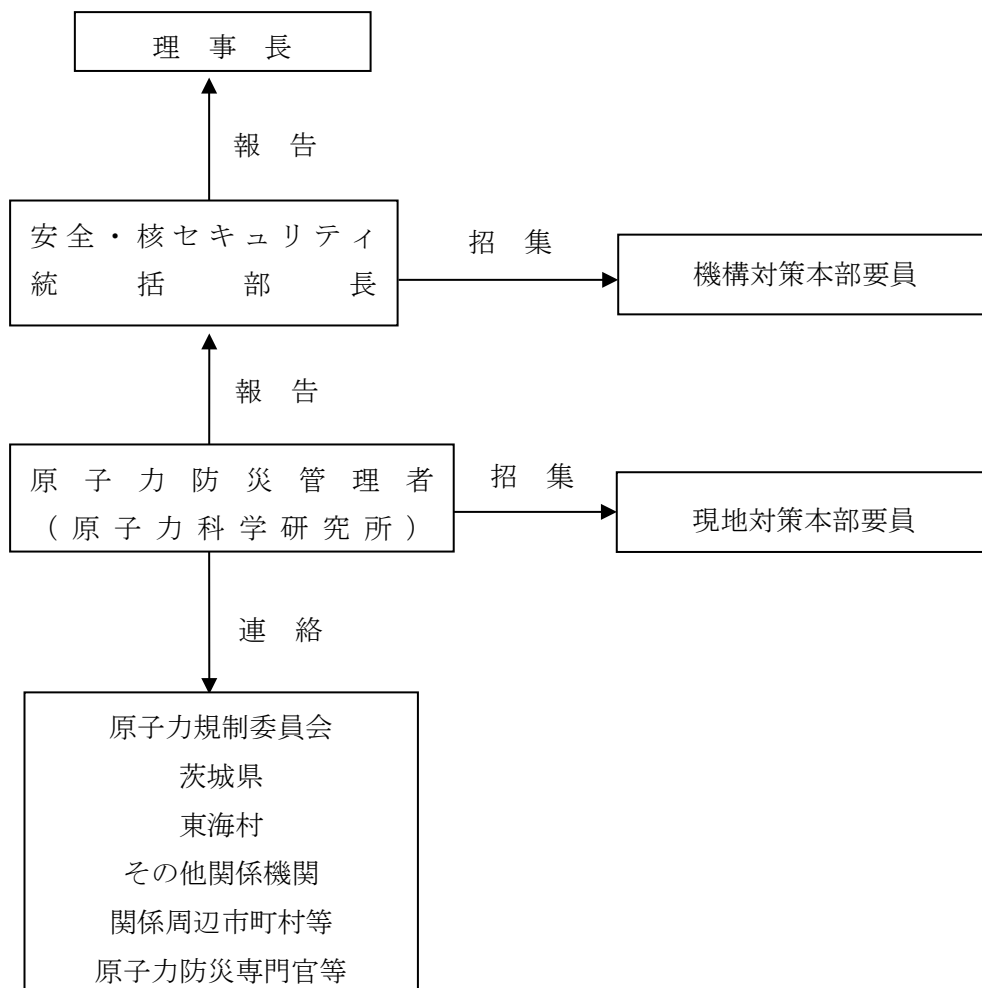 理事長
報告
安全・核セキュリティ
統括部長
招集
機構対策本部要員
報告
原子力防災管理者
（原子力科学研究所）
招集
現地対策本部要員
連絡
原子力規制委員会
茨城県
東海村
その他関係機関
関係周辺市町村等
原子力防災専門官等